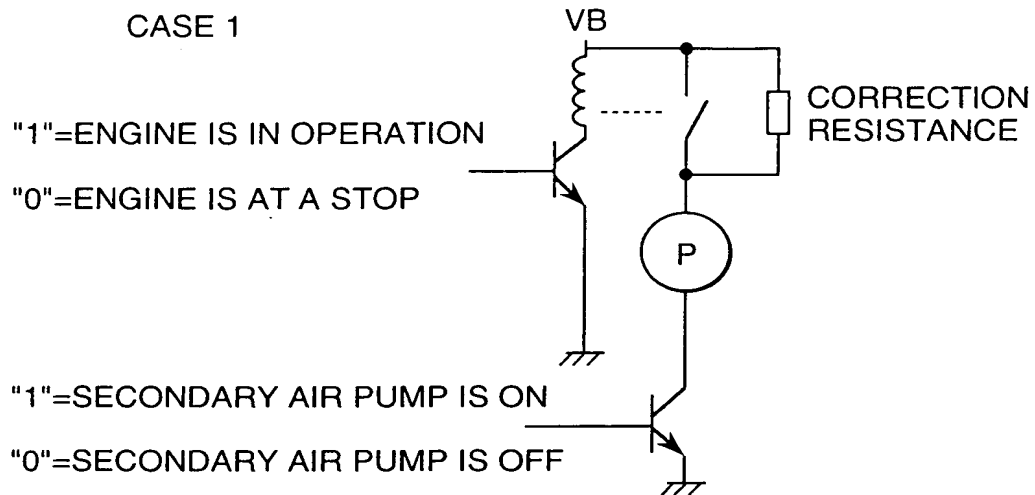 CASE 1
VB
CORRECTION
RESISTANCE
"1"=ENGINE IS IN OPERATION
"0"=ENGINE IS AT A STOP
P
"1"=SECONDARY AIR PUMP IS ON
"0"=SECONDARY AIR PUMP IS OFF